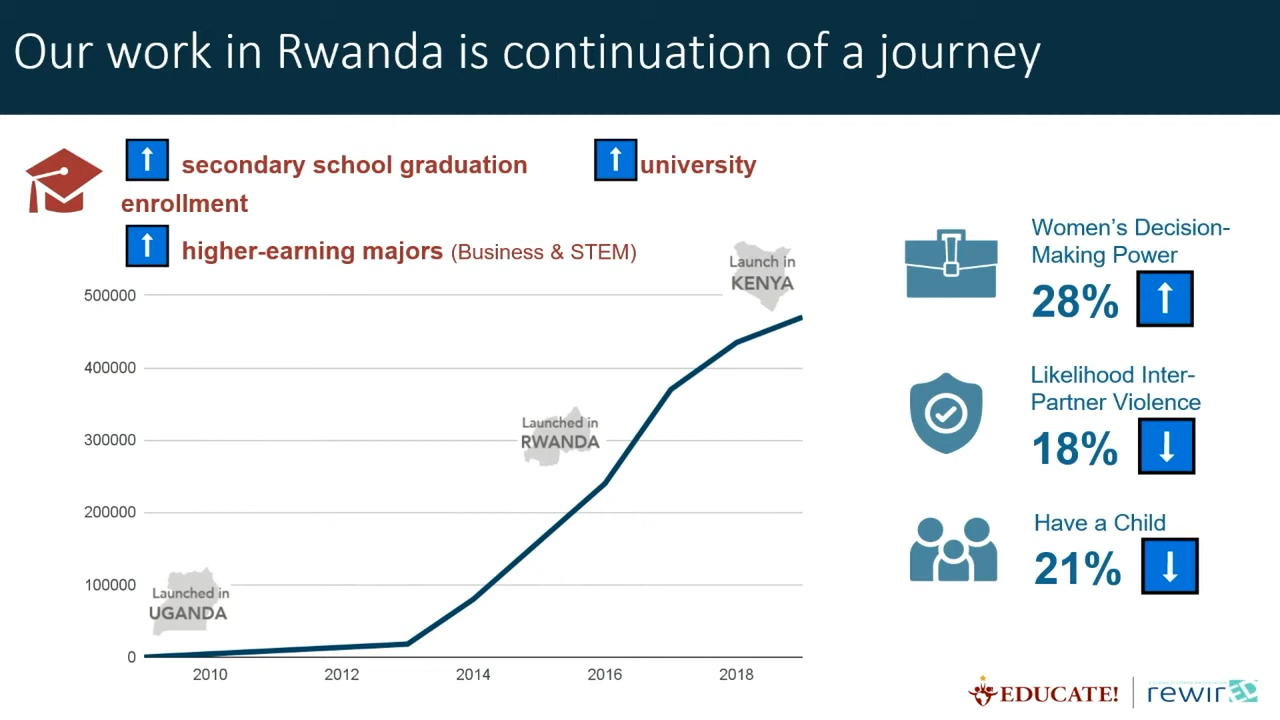 Our work in Rwanda is continuation of a journey
↑ secondary school graduation ↑ university
enrollment
↑ higher-earning majors (Business & STEM)
Launch in
KENYA
500000
400000
300000
200000
100000
0
Launched in
RWANDA
Launched in
UGANDA
2010 2012 2014 2016 2018
Women's Decision-
Making Power
28% ↑
Likelihood Inter-
Partner Violence
18% ↓
Have a Child
21% ↓
EDUCATE! rewirED